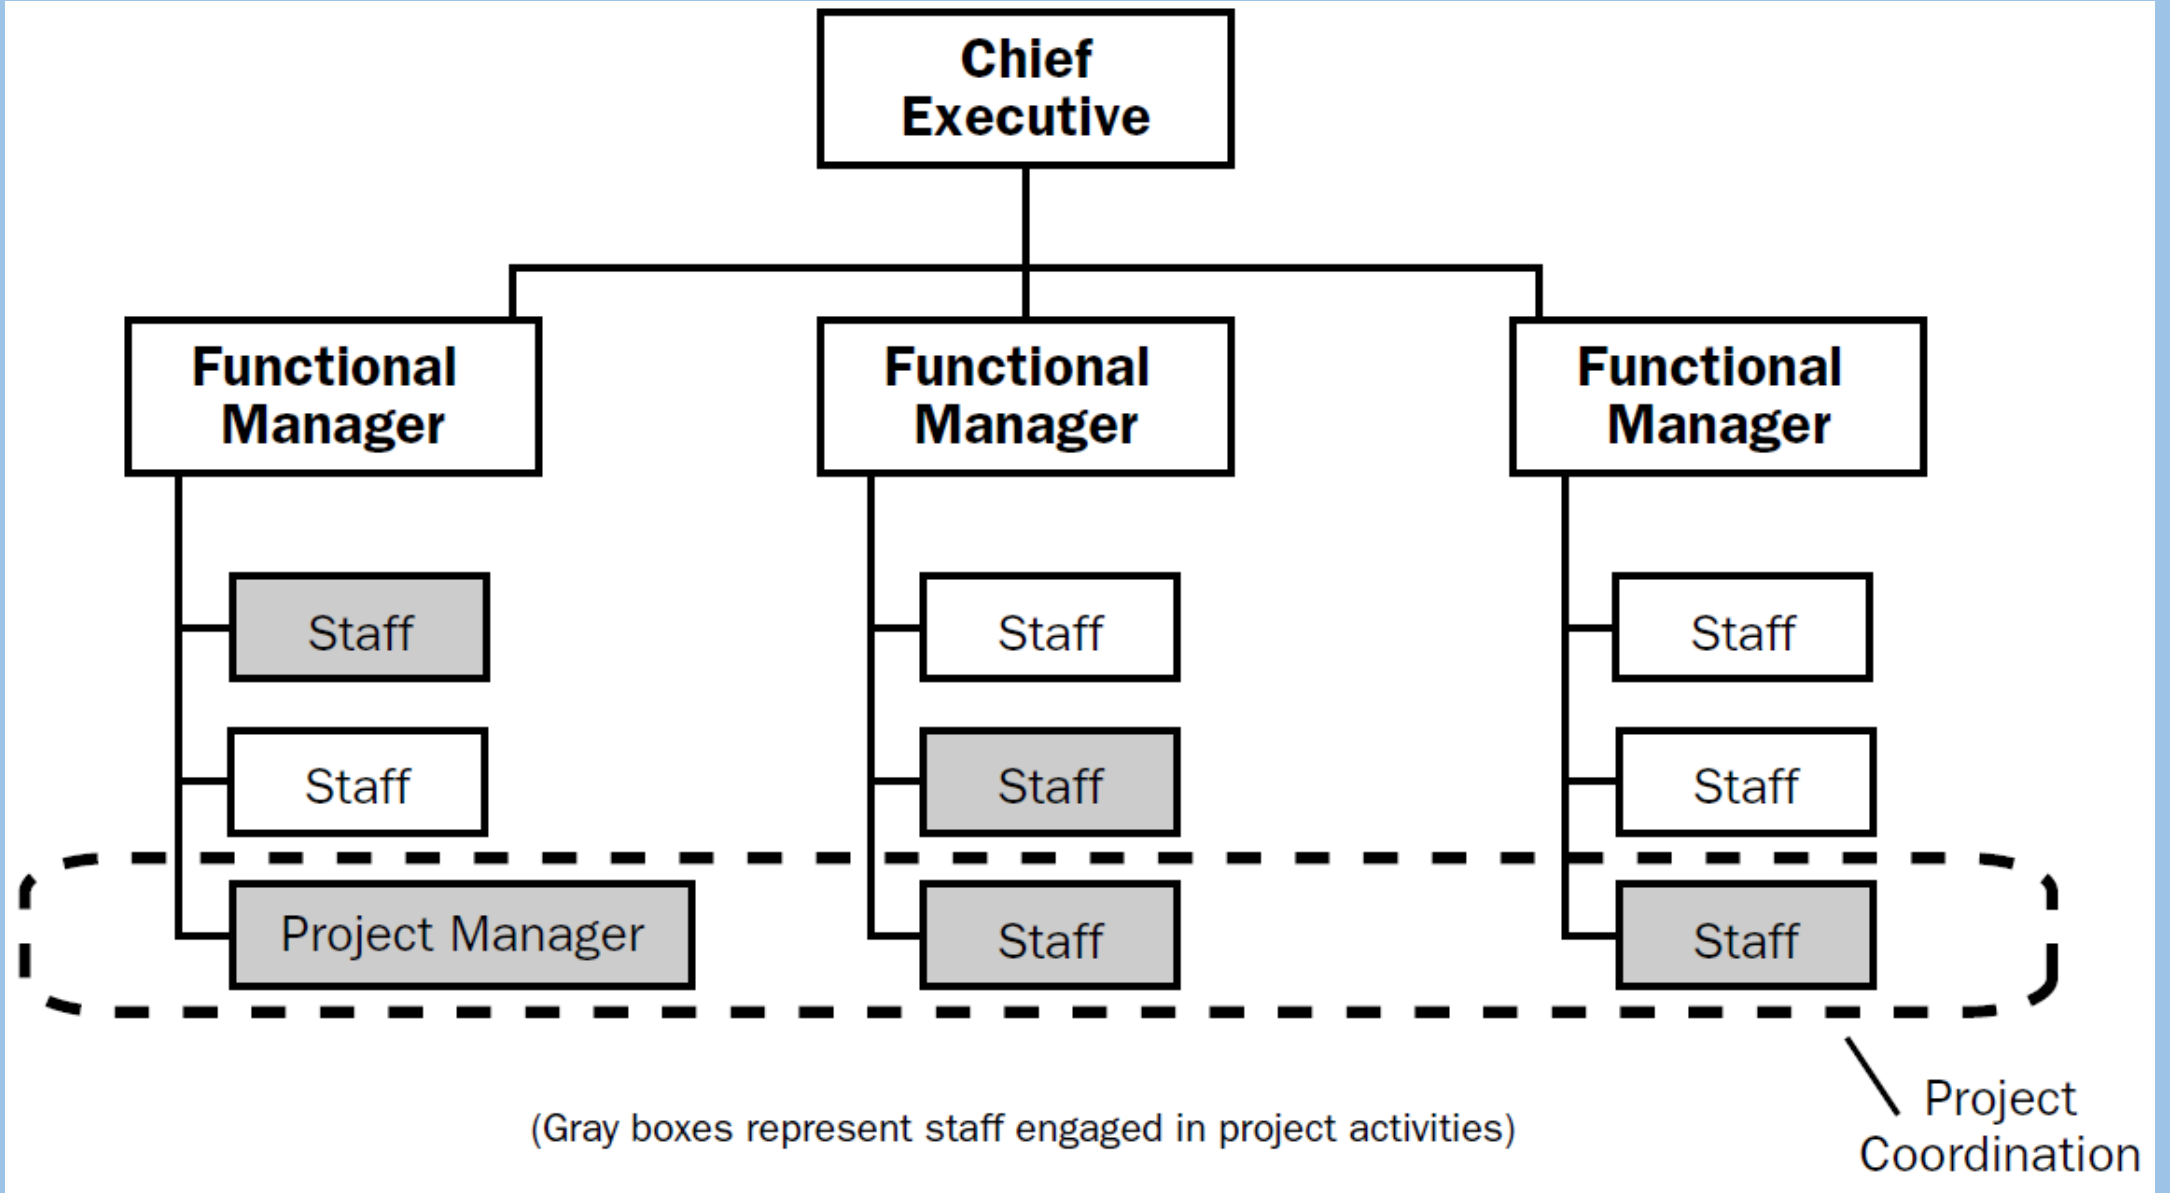 Chief
Executive
Functional
Manager
Functional
Manager
Functional
Manager
Staff
Staff
Staff
Staff
Staff
Staff
Project Manager
Staff
Staff
(Gray boxes represent staff engaged in project activities)
Project
Coordination